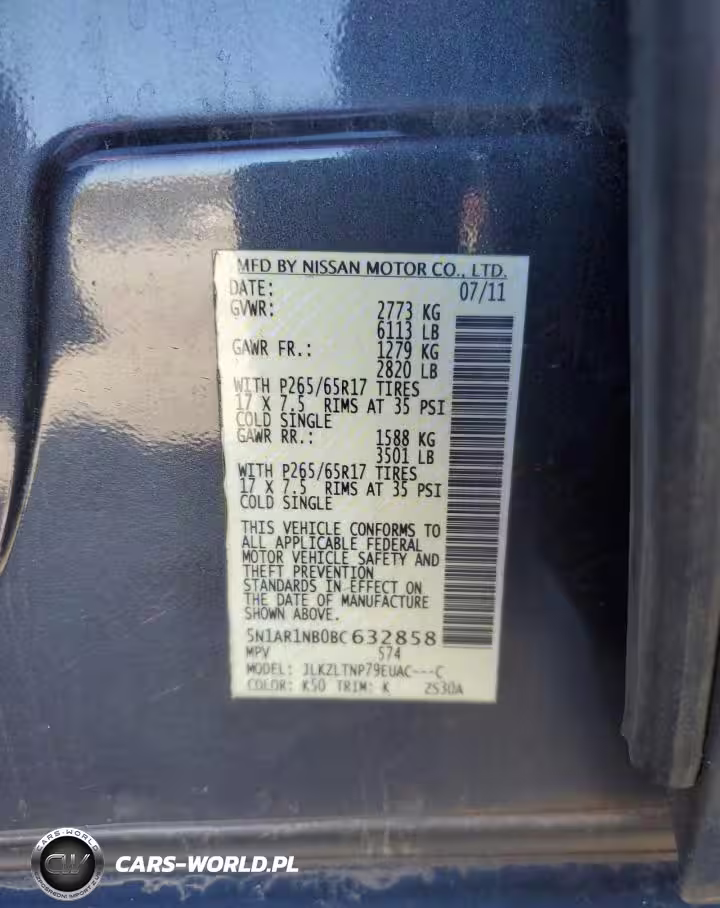 MFD BY NISSAN MOTOR CO., LTD.
DATE: 07/11
GVWR: 2773 KG
6113 LB
GAWR FR.: 1279 KG
2820 LB
WITH P265/65R17 TIRES
17 X 7.5 RIMS AT 35 PSI
COLD SINGLE
GAWR RR.: 1588 KG
3501 LB
WITH P265/65R17 TIRES
17 X 7.5 RIMS AT 35 PSI
COLD SINGLE
THIS VEHICLE CONFORMS TO
ALL APPLICABLE FEDERAL
MOTOR VEHICLE SAFETY AND
THEFT PREVENTION
STANDARDS IN EFFECT ON
THE DATE OF MANUFACTURE
SHOWN ABOVE.
5N1AR1NB0BC632858
MPV 574
MODEL: JLKZLTNP79EUAC---C
COLOR: K50 TRIM: K ZS30A
CARS-WORLD
CW
CARS-WORLD.PL